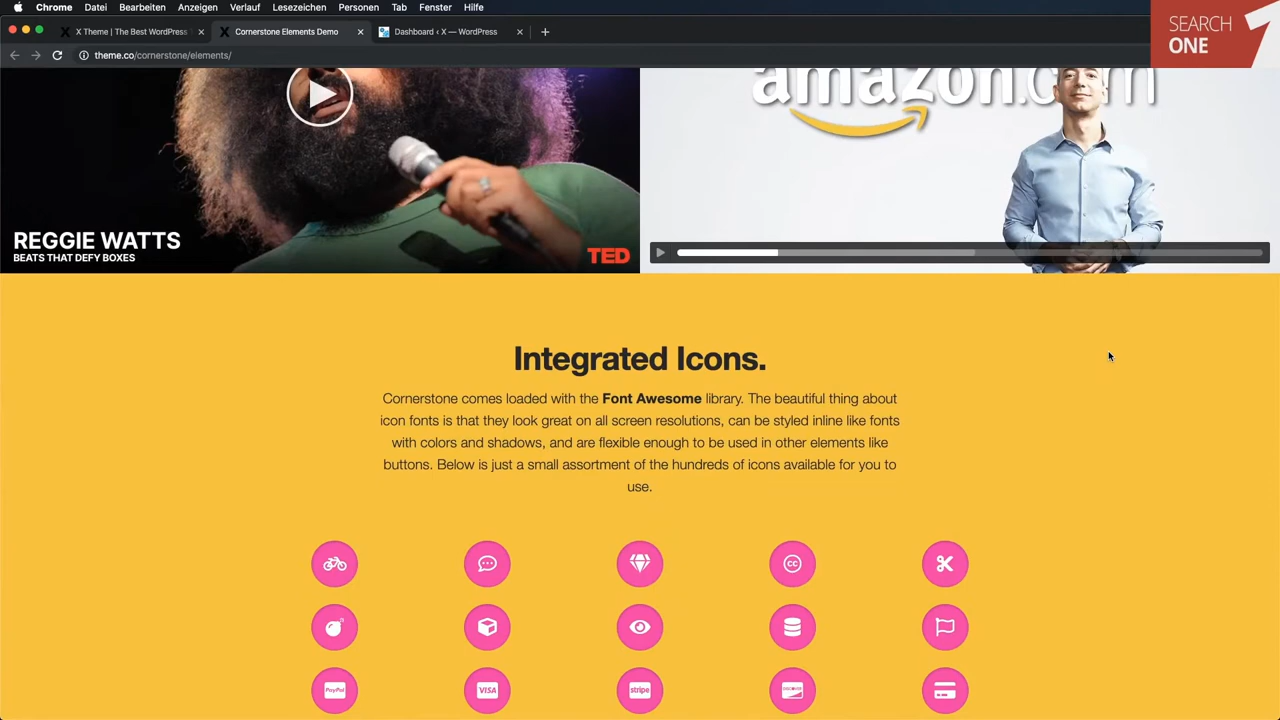 Chrome Datei Bearbeiten Anzeigen Verlauf Lesezeichen Personen Tab Fenster Hilfe
X Theme | The Best WordPress
Cornerstone Elements Demo
Dashboard ‹ X — WordPress
SEARCH
ONE
theme.co/cornerstone/elements/
amazon.com
REGGIE WATTS
BEATS THAT DEFY BOXES
TED
Integrated Icons.
Cornerstone comes loaded with the Font Awesome library. The beautiful thing about
icon fonts is that they look great on all screen resolutions, can be styled inline like fonts
with colors and shadows, and are flexible enough to be used in other elements like
buttons. Below is just a small assortment of the hundreds of icons available for you to
use.
CC
PayPal
VISA
stripe
DISCOVER